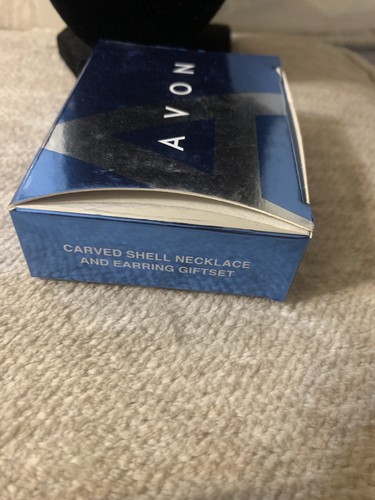 AVON
CARVED SHELL NECKLACE
AND EARRING GIFTSET